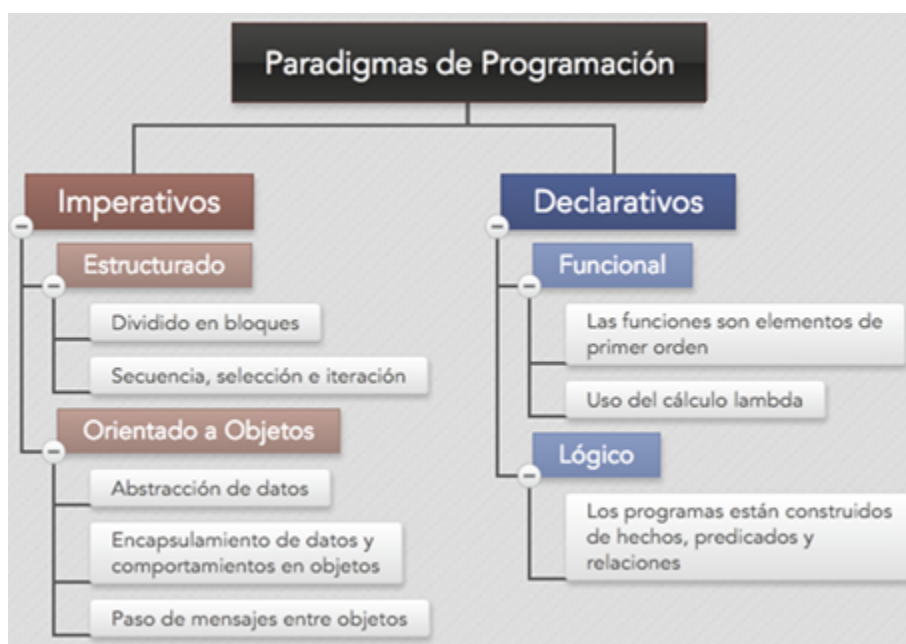 Paradigmas de Programación
Imperativos
Estructurado
Dividido en bloques
Secuencia, selección e iteración
Orientado a Objetos
Abstracción de datos
Encapsulamiento de datos y
comportamientos en objetos
Paso de mensajes entre objetos
Declarativos
Funcional
Las funciones son elementos de
primer orden
Uso del cálculo lambda
Lógico
Los programas están construidos
de hechos, predicados y
relaciones